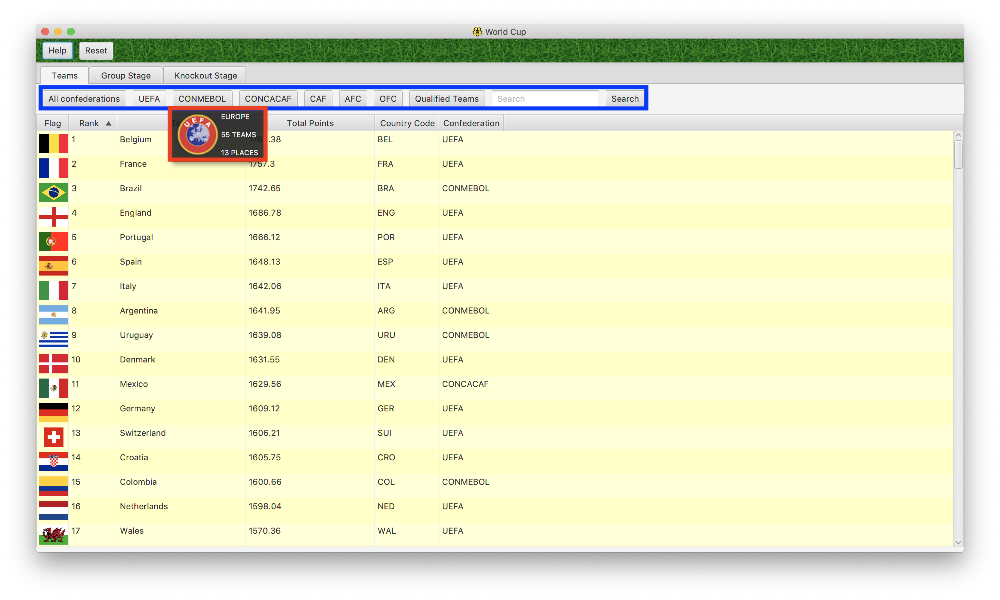 World Cup
Help Reset
Teams Group Stage Knockout Stage
All confederations UEFA CONMEBOL CONCACAF CAF AFC OFC Qualified Teams Search Search
UEFA
EUROPE
55 TEAMS
13 PLACES
Flag Rank Total Points Country Code Confederation
1 Belgium BEL UEFA
2 France 1757.3 FRA UEFA
3 Brazil 1742.65 BRA CONMEBOL
4 England 1686.78 ENG UEFA
5 Portugal 1666.12 POR UEFA
6 Spain 1648.13 ESP UEFA
7 Italy 1642.06 ITA UEFA
8 Argentina 1641.95 ARG CONMEBOL
9 Uruguay 1639.08 URU CONMEBOL
10 Denmark 1631.55 DEN UEFA
11 Mexico 1629.56 MEX CONCACAF
12 Germany 1609.12 GER UEFA
13 Switzerland 1606.21 SUI UEFA
14 Croatia 1605.75 CRO UEFA
15 Colombia 1600.66 COL CONMEBOL
16 Netherlands 1598.04 NED UEFA
17 Wales 1570.36 WAL UEFA